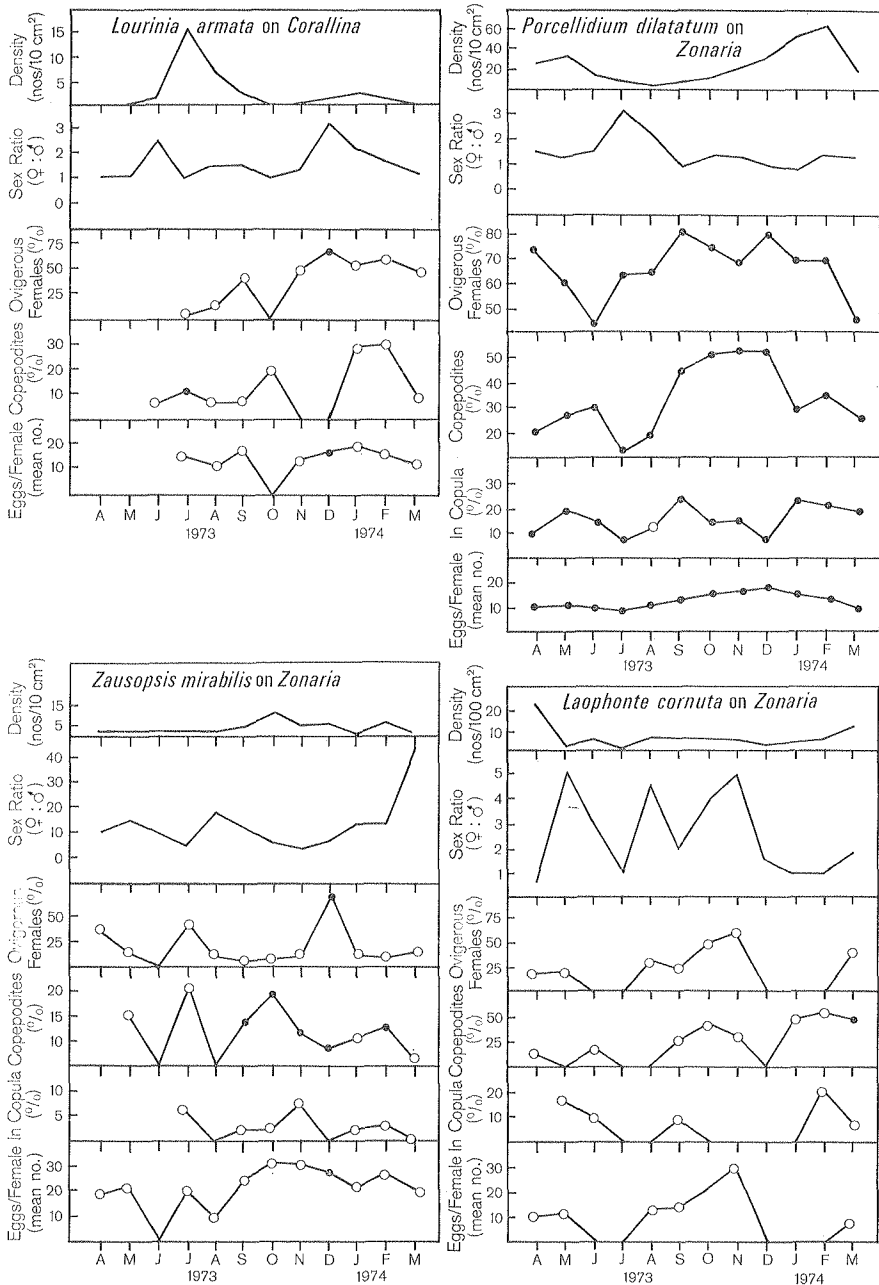 Lourinia armata on Corallina
Density
(nos/10 cm²)
15
10
5
Sex Ratio
(♀ : ♂)
3
2
1
0
Ovigerous
Females (%)
75
50
25
Copepodites
(%)
30
20
10
Eggs/Female
(mean no.)
20
10
A M J J A S O N D J F M
1973 1974
Porcellidium dilatatum on
Zonaria
Density
(nos/10 cm²)
60
40
20
Sex Ratio
(♀ : ♂)
3
2
1
0
Ovigerous
Females (%)
80
70
60
50
Copepodites
(%)
50
40
30
20
In Copula
(%)
30
20
10
Eggs/Female
(mean no.)
20
10
A M J J A S O N D J F M
1973 1974
Zausopsis mirabilis on Zonaria
Density
(nos/10 cm²)
15
5
Sex Ratio
(♀ : ♂)
40
30
20
10
0
Ovigerous
Females (%)
50
25
Copepodites
(%)
20
15
10
In Copula
(%)
10
5
Eggs/Female
(mean no.)
30
20
10
A M J J A S O N D J F M
1973 1974
Laophonte cornuta on Zonaria
Density
(nos/100 cm²)
20
10
Sex Ratio
(♀ : ♂)
5
4
3
2
1
Ovigerous
Females (%)
75
50
25
Copepodites
(%)
50
25
In Copula
(%)
20
10
Eggs/Female
(mean no.)
30
20
10
A M J J A S O N D J F M
1973 1974